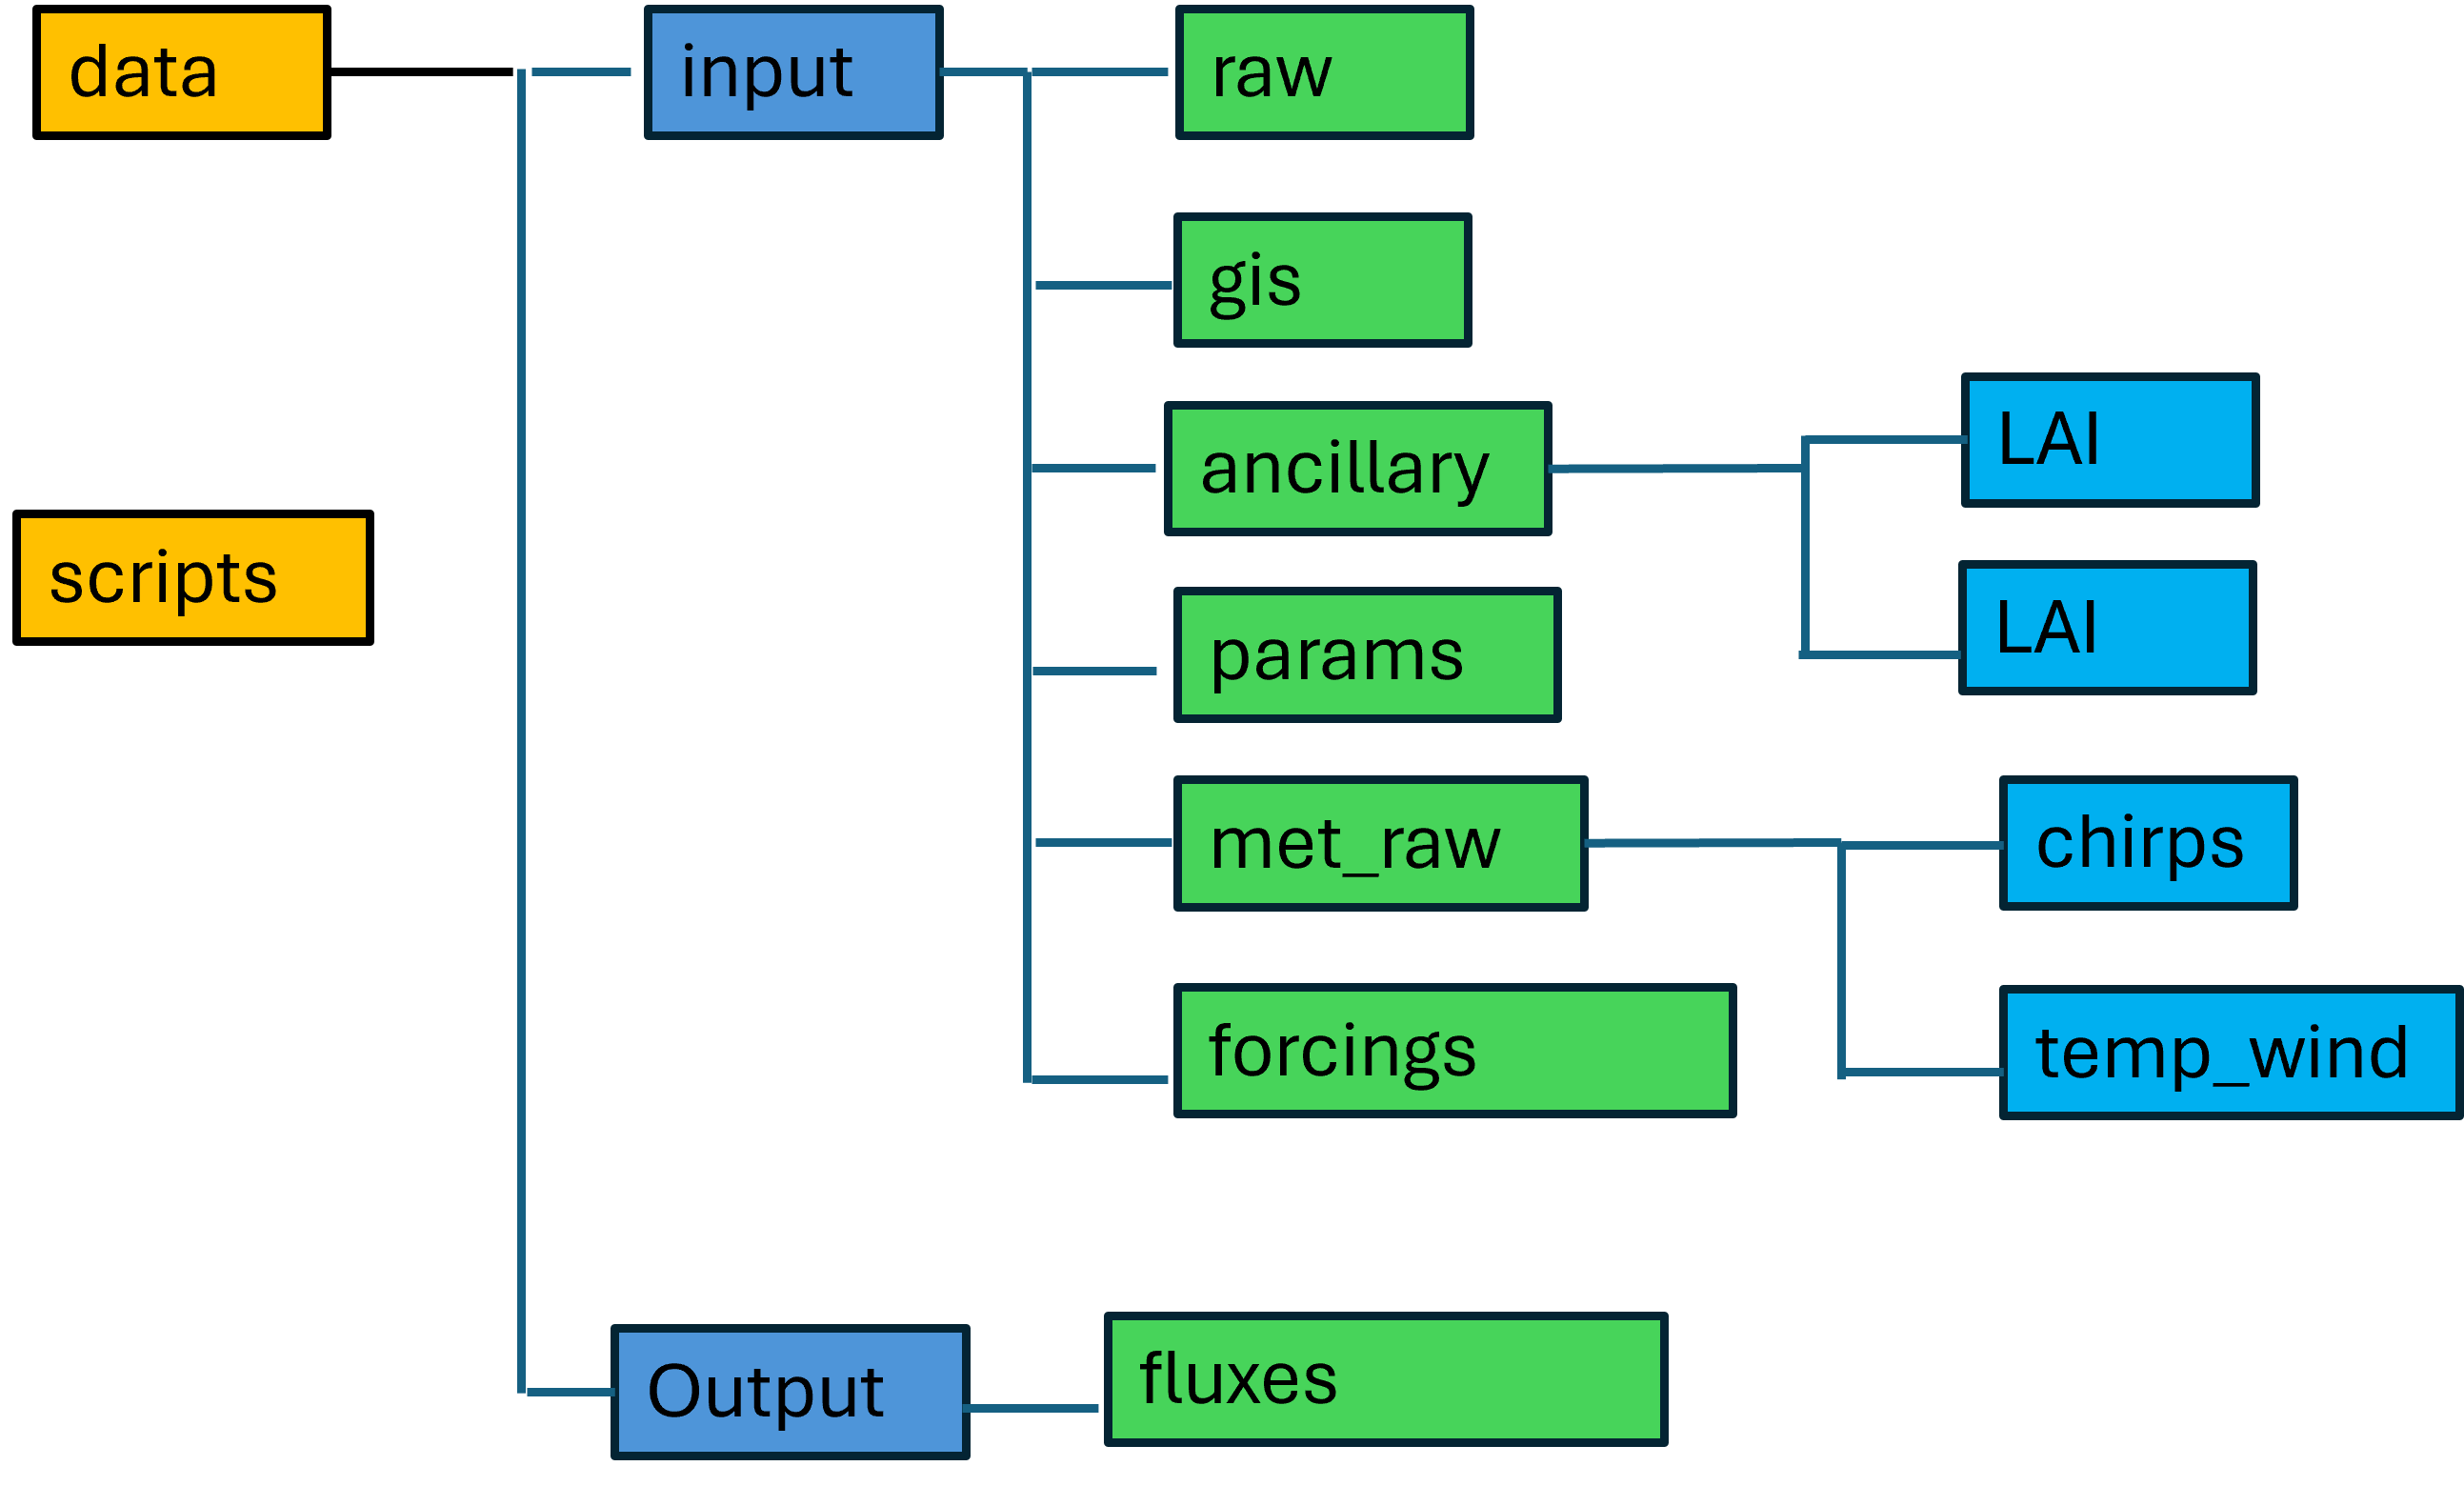 data
input
raw
gis
ancillary
LAI
scripts
LAI
params
met_raw
chirps
forcings
temp_wind
Output
fluxes